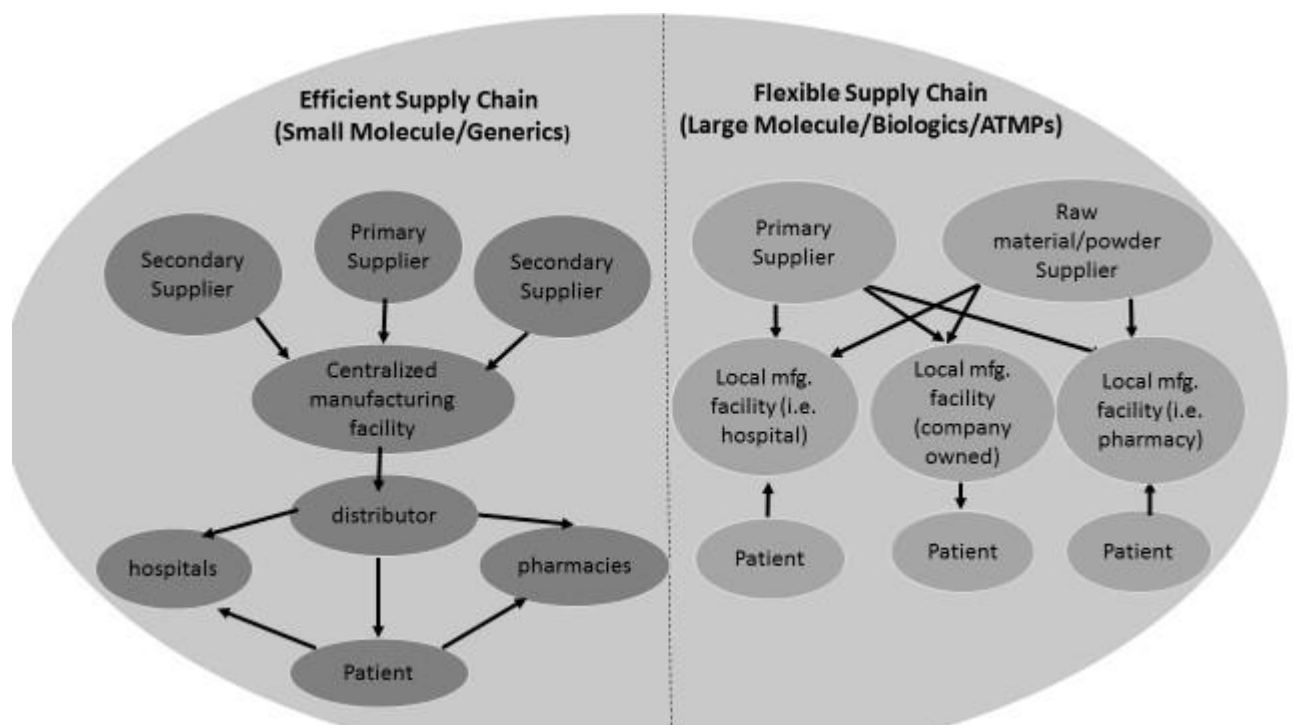 Efficient Supply Chain
(Small Molecule/Generics)
Secondary
Supplier
Primary
Supplier
Secondary
Supplier
Centralized
manufacturing
facility
distributor
hospitals
pharmacies
Patient
Flexible Supply Chain
(Large Molecule/Biologics/ATMPs)
Primary
Supplier
Raw
material/powder
Supplier
Local mfg.
facility (i.e.
hospital)
Local mfg.
facility
(company
owned)
Local mfg.
facility (i.e.
pharmacy)
Patient
Patient
Patient